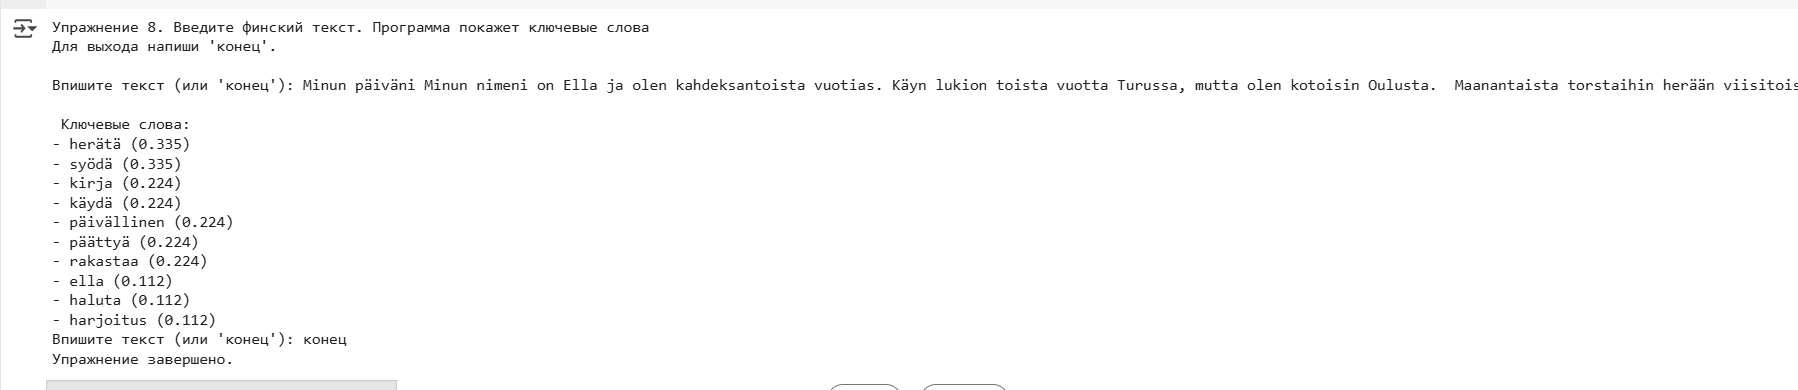 Упражнение 8. Введите финский текст. Программа покажет ключевые слова
Для выхода напиши 'конец'.
Впишите текст (или 'конец'): Minun päiväni Minun nimeni on Ella ja olen kahdeksantoista vuotias. Käyn lukion toista vuotta Turussa, mutta olen kotoisin Oulusta.  Maanantaista torstaihin herään viisitois
Ключевые слова:
- herätä (0.335)
- syödä (0.335)
- kirja (0.224)
- käydä (0.224)
- päivällinen (0.224)
- päättyä (0.224)
- rakastaa (0.224)
- ella (0.112)
- haluta (0.112)
- harjoitus (0.112)
Впишите текст (или 'конец'): конец
Упражнение завершено.